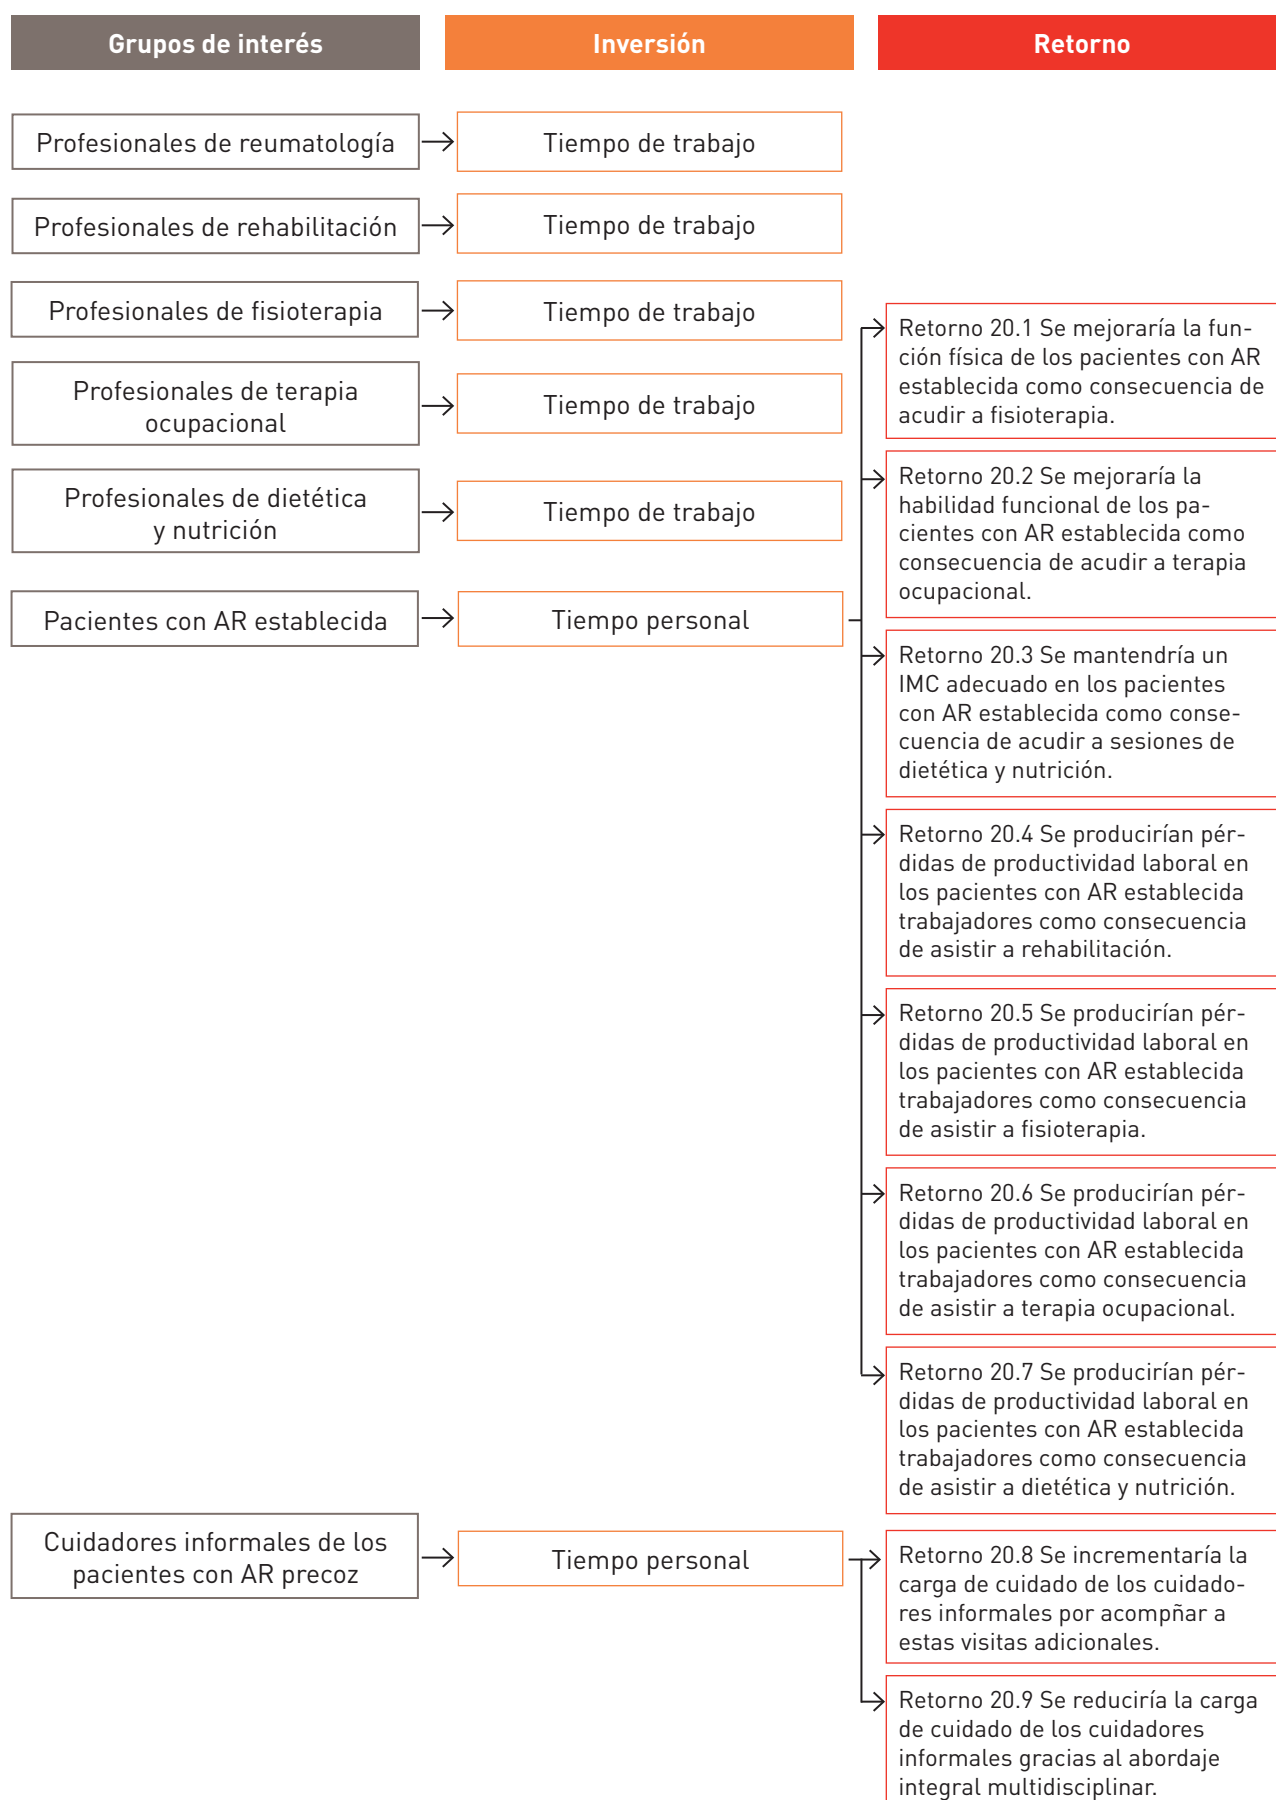 Grupos de interés
Inversión
Retorno
Profesionales de reumatología
Tiempo de trabajo
Profesionales de rehabilitación
Tiempo de trabajo
Profesionales de fisioterapia
Tiempo de trabajo
Profesionales de terapia
ocupacional
Tiempo de trabajo
Profesionales de dietética
y nutrición
Tiempo de trabajo
Pacientes con AR establecida
Tiempo personal
Retorno 20.1 Se mejoraría la fun-
ción física de los pacientes con AR
establecida como consecuencia de
acudir a fisioterapia.
Retorno 20.2 Se mejoraría la
habilidad funcional de los pa-
cientes con AR establecida como
consecuencia de acudir a terapia
ocupacional.
Retorno 20.3 Se mantendría un
IMC adecuado en los pacientes
con AR establecida como conse-
cuencia de acudir a sesiones de
dietética y nutrición.
Retorno 20.4 Se producirían pér-
didas de productividad laboral en
los pacientes con AR establecida
trabajadores como consecuencia
de asistir a rehabilitación.
Retorno 20.5 Se producirían pér-
didas de productividad laboral en
los pacientes con AR establecida
trabajadores como consecuencia
de asistir a fisioterapia.
Retorno 20.6 Se producirían pér-
didas de productividad laboral en
los pacientes con AR establecida
trabajadores como consecuencia
de asistir a terapia ocupacional.
Retorno 20.7 Se producirían pér-
didas de productividad laboral en
los pacientes con AR establecida
trabajadores como consecuencia
de asistir a dietética y nutrición.
Cuidadores informales de los
pacientes con AR precoz
Tiempo personal
Retorno 20.8 Se incrementaría la
carga de cuidado de los cuidado-
res informales por acompñar a
estas visitas adicionales.
Retorno 20.9 Se reduciría la carga
de cuidado de los cuidadores
informales gracias al abordaje
integral multidisciplinar.